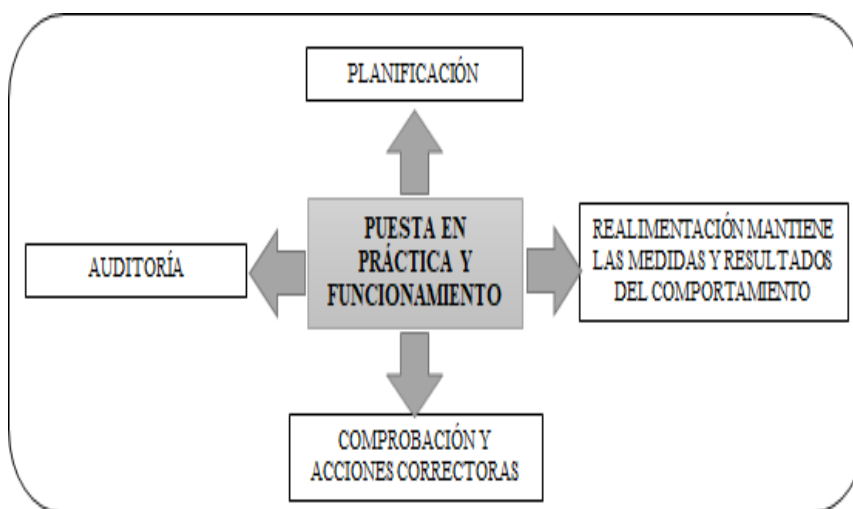 PLANIFICACIÓN
PUESTA EN
PRÁCTICA Y
FUNCIONAMIENTO
AUDITORÍA
REALIMENTACIÓN MANTIENE
LAS MEDIDAS Y RESULTADOS
DEL COMPORTAMIENTO
COMPROBACIÓN Y
ACCIONES CORRECTORAS